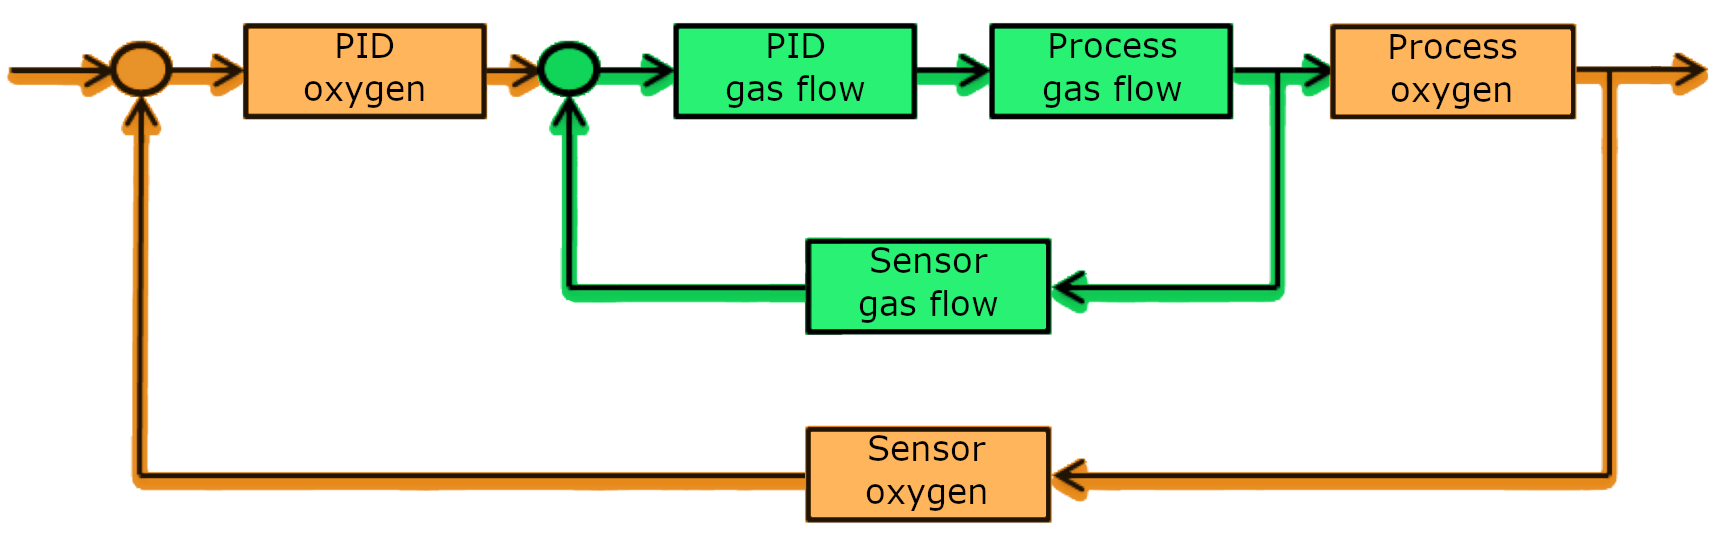 PID
oxygen
PID
gas flow
Process
gas flow
Process
oxygen
Sensor
gas flow
Sensor
oxygen